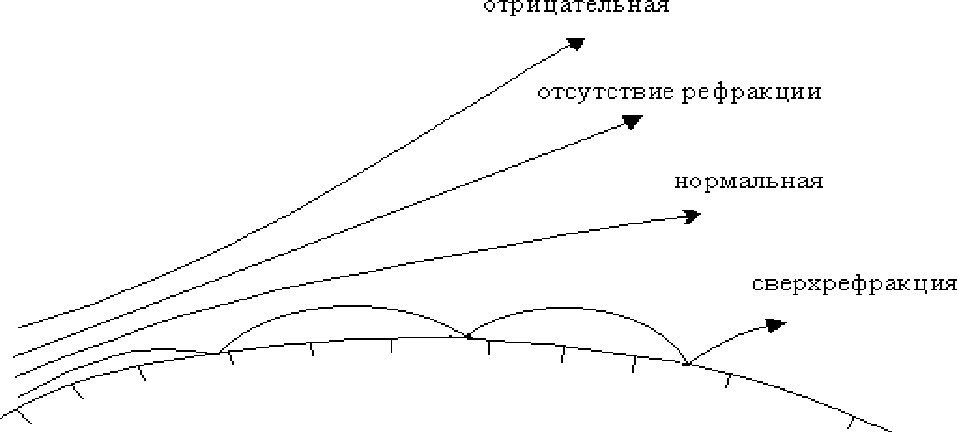 отрицательная
отсутствие рефракции
нормальная
сверхрефракция